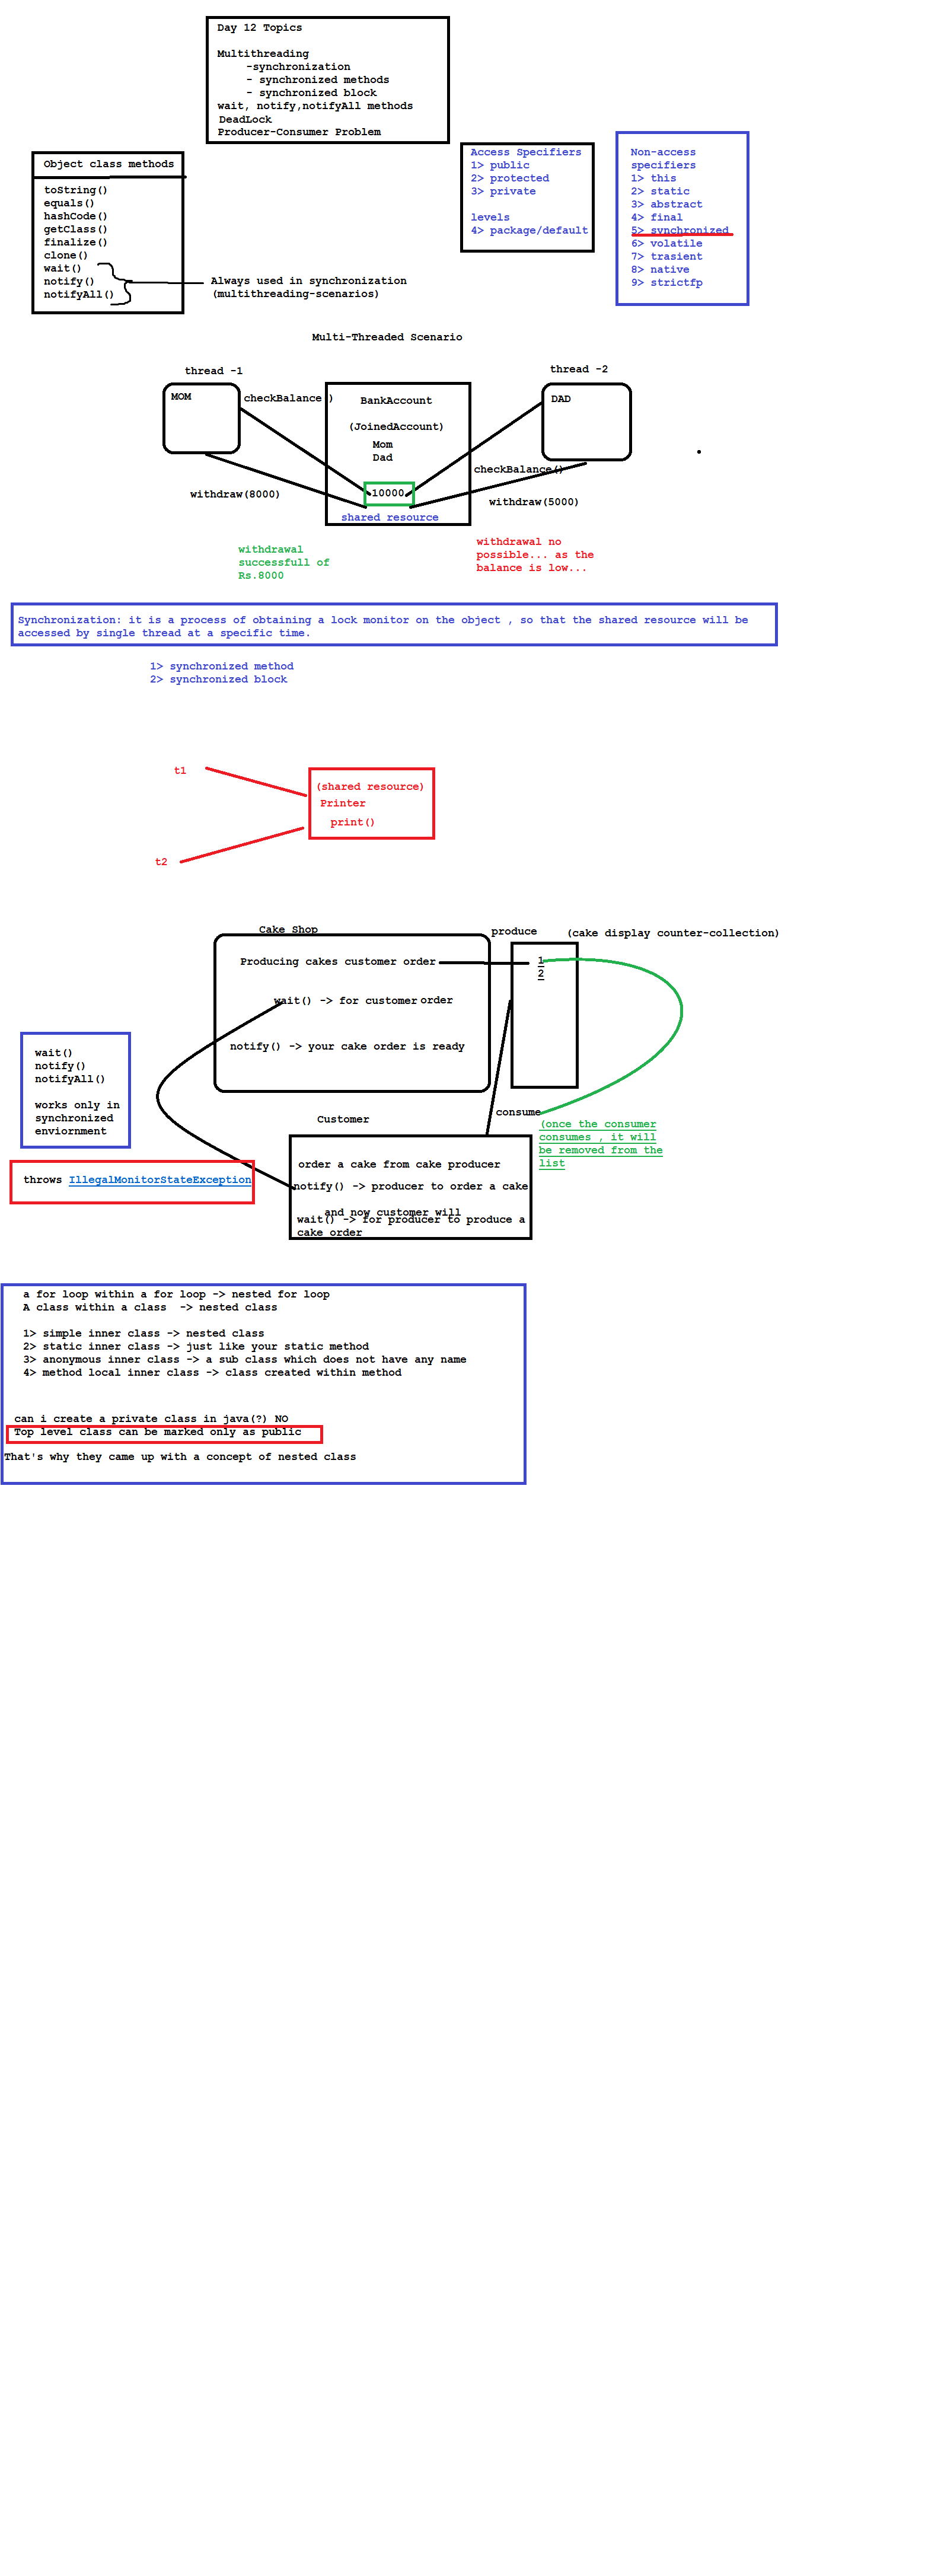 Day 12 Topics
Multithreading
-synchronization
- synchronized methods
- synchronized block
wait, notify,notifyAll methods
DeadLock
Producer-Consumer Problem
Object class methods
toString()
equals()
hashCode()
getClass()
finalize()
clone()
wait()
notify()
notifyAll()
Always used in synchronization
(multithreading-scenarios)
Access Specifiers
1> public
2> protected
3> private
levels
4> package/default
Non-access
specifiers
1> this
2> static
3> abstract
4> final
5> synchronized
6> volatile
7> trasient
8> native
9> strictfp
Multi-Threaded Scenario
thread -1
MOM
checkBalance()
withdraw(8000)
BankAccount
(JoinedAccount)
Mom
Dad
10000
shared resource
thread -2
DAD
checkBalance()
withdraw(5000)
withdrawal
successfull of
Rs.8000
withdrawal no
possible... as the
balance is low...
Synchronization: it is a process of obtaining a lock monitor on the object , so that the shared resource will be
accessed by single thread at a specific time.
1> synchronized method
2> synchronized block
t1
t2
(shared resource)
Printer
print()
Cake Shop
Producing cakes customer order
wait() -> for customer order
notify() -> your cake order is ready
produce
(cake display counter-collection)
1
2
wait()
notify()
notifyAll()
works only in
synchronized
enviornment
throws IllegalMonitorStateException
Customer
consume
(once the consumer
consumes , it will
be removed from the
list
order a cake from cake producer
notify() -> producer to order a cake
and now customer will
wait() -> for producer to produce a
cake order
a for loop within a for loop -> nested for loop
A class within a class  -> nested class
1> simple inner class -> nested class
2> static inner class -> just like your static method
3> anonymous inner class -> a sub class which does not have any name
4> method local inner class -> class created within method
can i create a private class in java(?) NO
Top level class can be marked only as public
That's why they came up with a concept of nested class